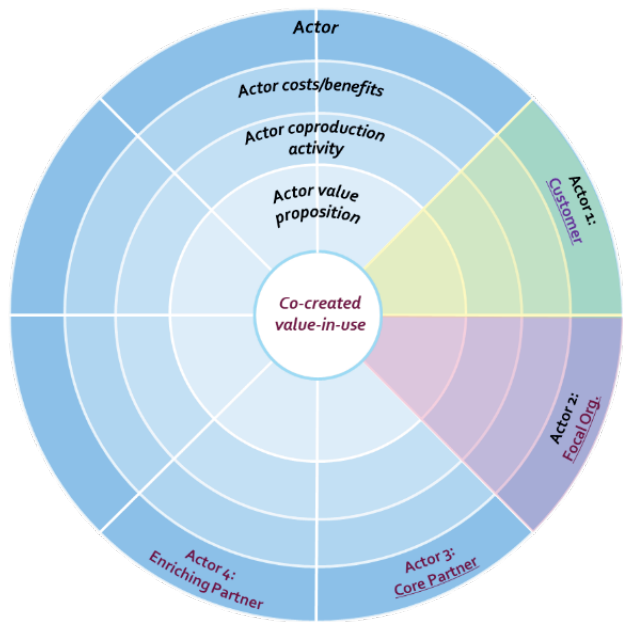 Actor
Actor costs/benefits
Actor coproduction
activity
Actor value
proposition
Co-created
value-in-use
Actor 1:
Customer
Actor 2:
Focal Org.
Actor 3:
Core Partner
Actor 4:
Enriching Partner